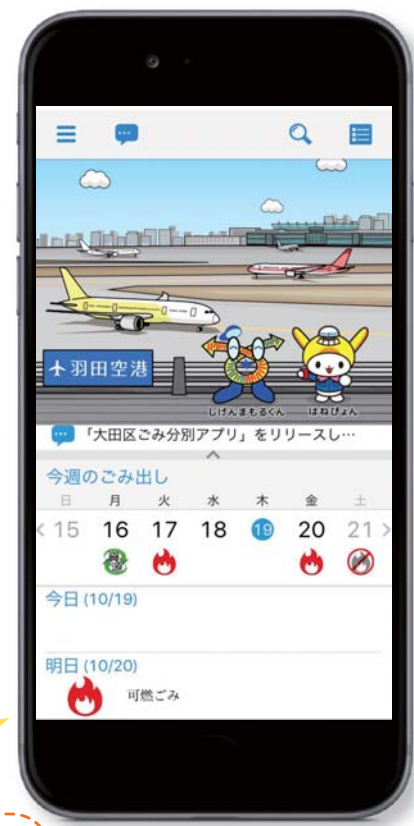 羽田空港
しげんまもるくん はねぴょん
「大田区ごみ分別アプリ」をリリースし…
今週のごみ出し
日 月 火 水 木 金 土
< 15 16 17 18 19 20 21 >
今日 (10/19)
明日 (10/20)
可燃ごみ